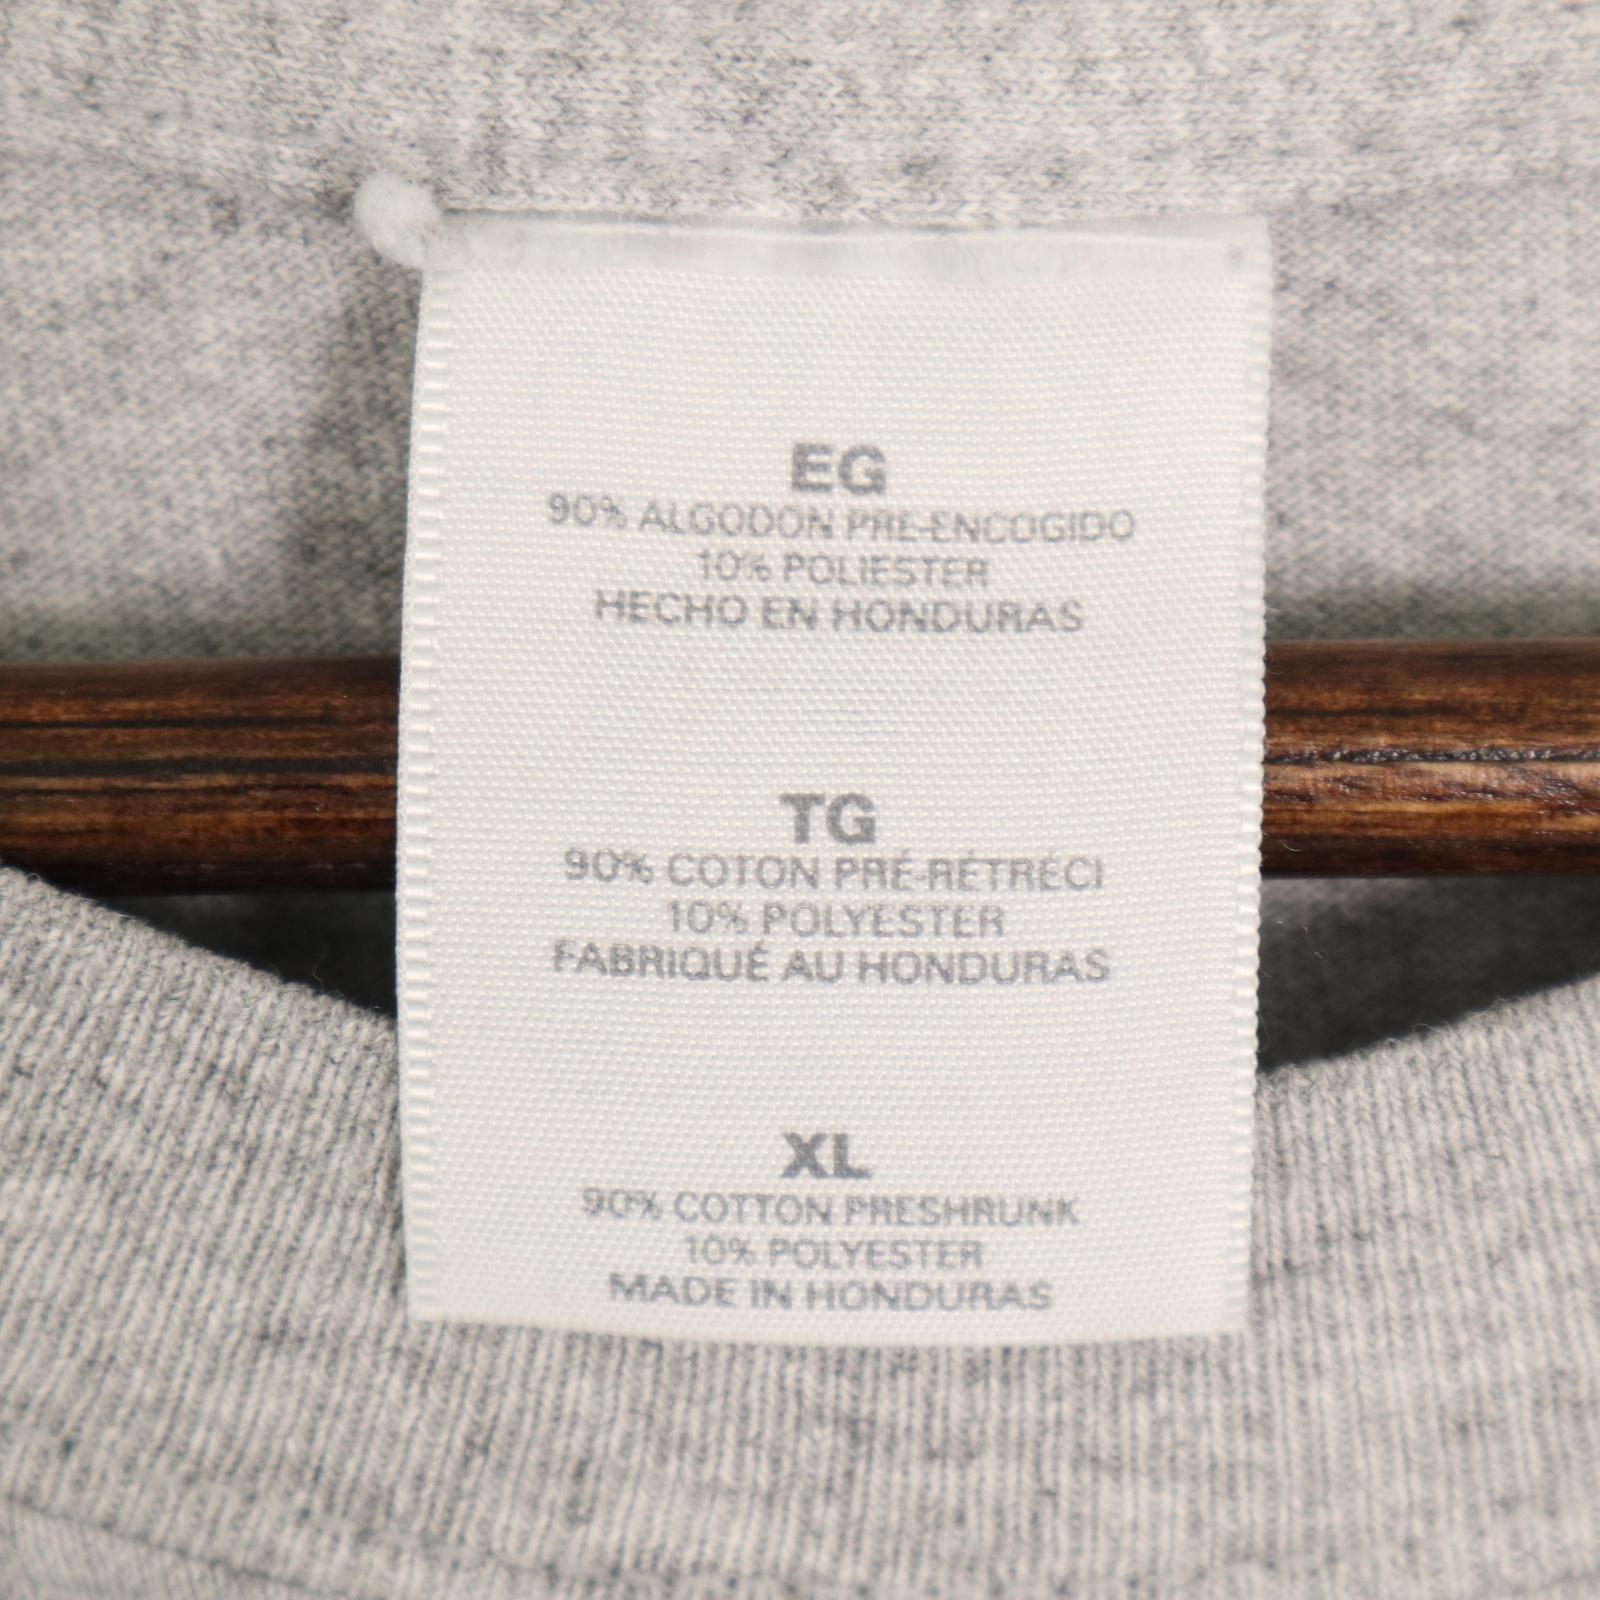 EG
90% ALGODON PRE-ENCOGIDO
10% POLIESTER
HECHO EN HONDURAS
TG
90% COTON PRÉ-RÉTRÉCI
10% POLYESTER
FABRIQUÉ AU HONDURAS
XL
90% COTTON PRESHRUNK
10% POLYESTER
MADE IN HONDURAS